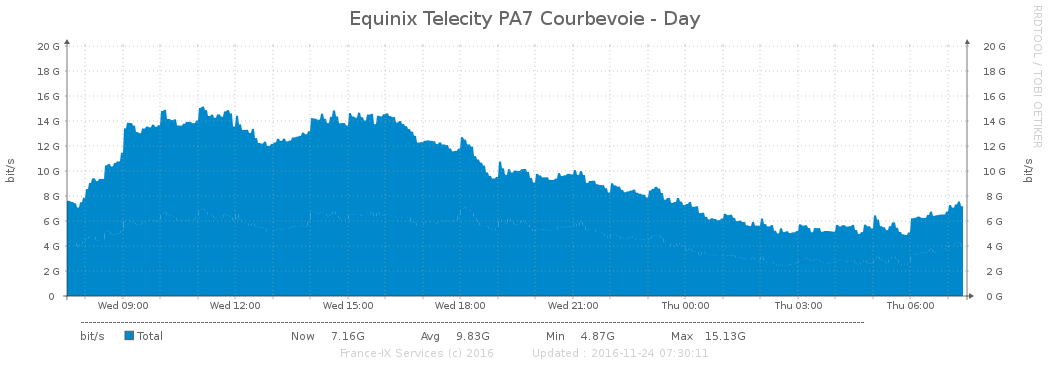 Equinix Telecity PA7 Courbevoie - Day
RRDTOOL / TOBI OETIKER
bit/s
20 G
18 G
16 G
14 G
12 G
10 G
8 G
6 G
4 G
2 G
0
20 G
18 G
16 G
14 G
12 G
10 G
8 G
6 G
4 G
2 G
0 G
bit/s
Wed 09:00 Wed 12:00 Wed 15:00 Wed 18:00 Wed 21:00 Thu 00:00 Thu 03:00 Thu 06:00
bit/s Total Now 7.16G Avg 9.83G Min 4.87G Max 15.13G
France-IX Services (c) 2016 Updated : 2016-11-24 07:30:11